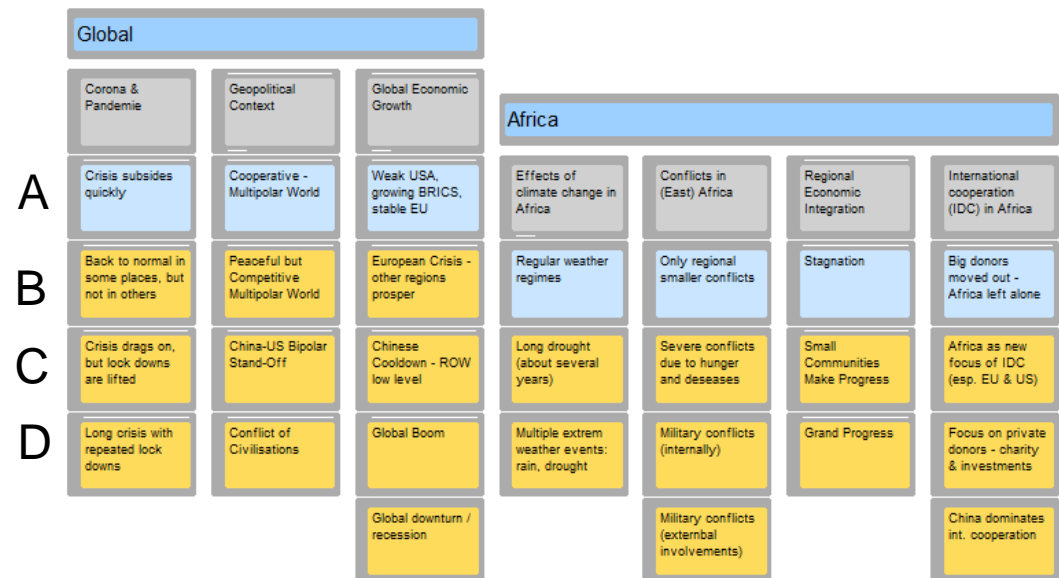 Global
Corona &
Pandemie
Geopolitical
Context
Global Economic
Growth
Africa
A
Crisis subsides
quickly
Cooperative -
Multipolar World
Weak USA,
growing BRICS,
stable EU
Effects of
climate change in
Africa
Conflicts in
(East) Africa
Regional
Economic
Integration
International
cooperation
(IDC) in Africa
B
Back to normal in
some places, but
not in others
Peaceful but
Competitive
Multipolar World
European Crisis -
other regions
prosper
Regular weather
regimes
Only regional
smaller conflicts
Stagnation
Big donors
moved out -
Africa left alone
C
Crisis drags on,
but lock downs
are lifted
China-US Bipolar
Stand-Off
Chinese
Cooldown - ROW
low level
Long drought
(about several
years)
Severe conflicts
due to hunger
and deseases
Small
Communities
Make Progress
Africa as new
focus of IDC
(esp. EU & US)
D
Long crisis with
repeated lock
downs
Conflict of
Civilisations
Global Boom
Multiple extrem
weather events:
rain, drought
Military conflicts
(internally)
Grand Progress
Focus on private
donors - charity
& investments
Global downturn /
recession
Military conflicts
(externbal
involvements)
China dominates
int. cooperation